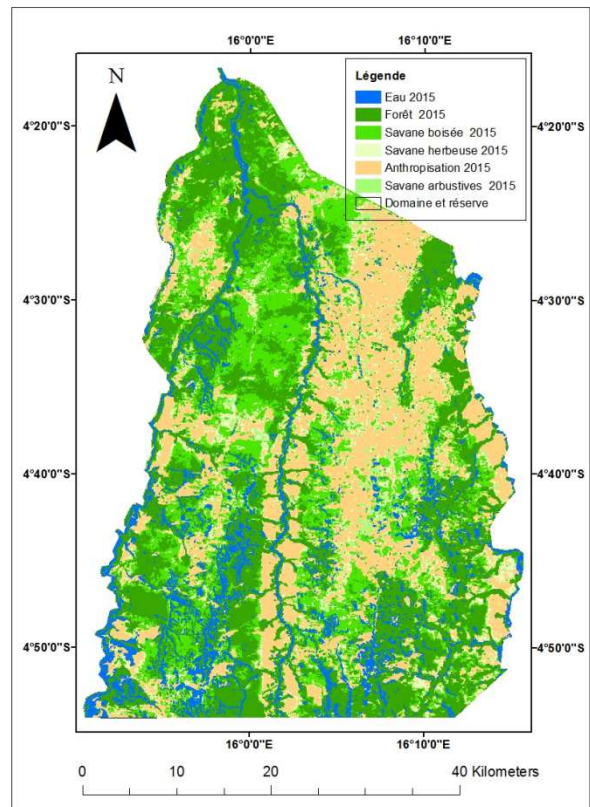 16°0'0"E 16°10'0"E
N
Légende
Eau 2015
Forêt 2015
Savane boisée 2015
Savane herbeuse 2015
Anthropisation 2015
Savane arbustives 2015
Domaine et réserve
4°20'0"S 4°20'0"S
4°30'0"S 4°30'0"S
4°40'0"S 4°40'0"S
4°50'0"S 4°50'0"S
16°0'0"E 16°10'0"E
0 10 20 40 Kilometers